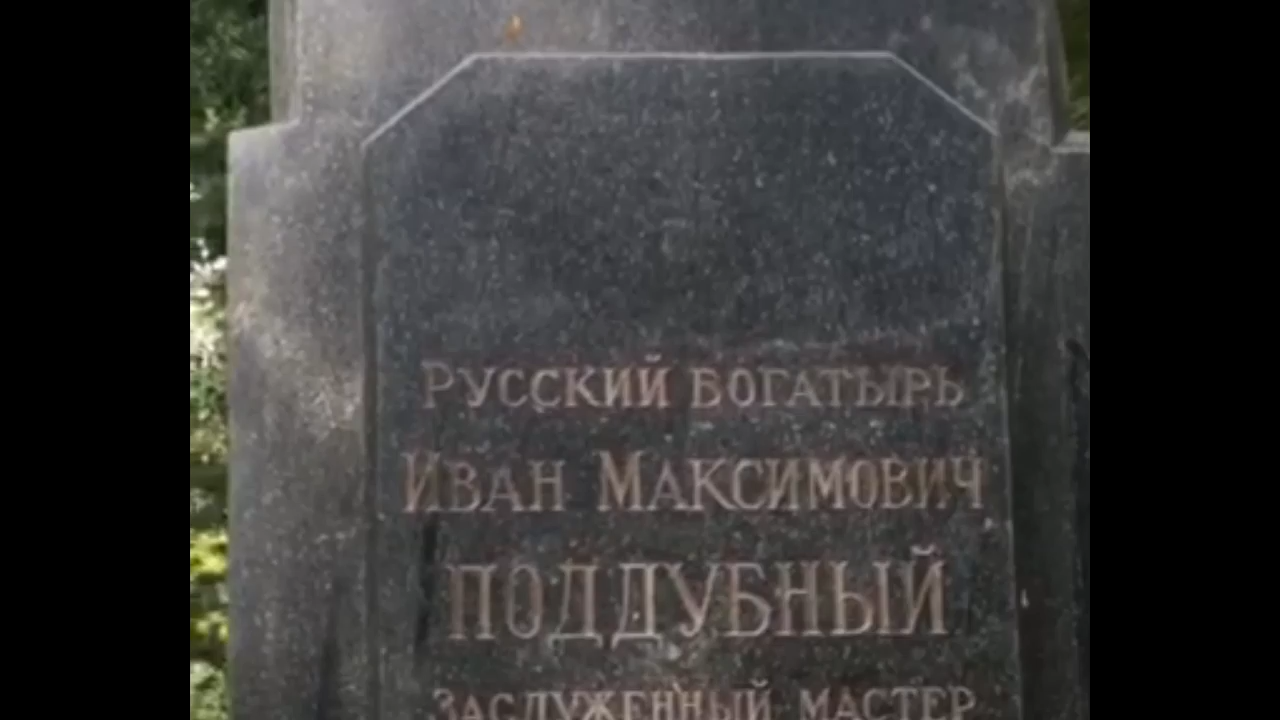 Русский богатырь
Иван Максимович
ПОДДУБНЫЙ
ЗАСЛУЖЕННЫЙ МАСТЕР